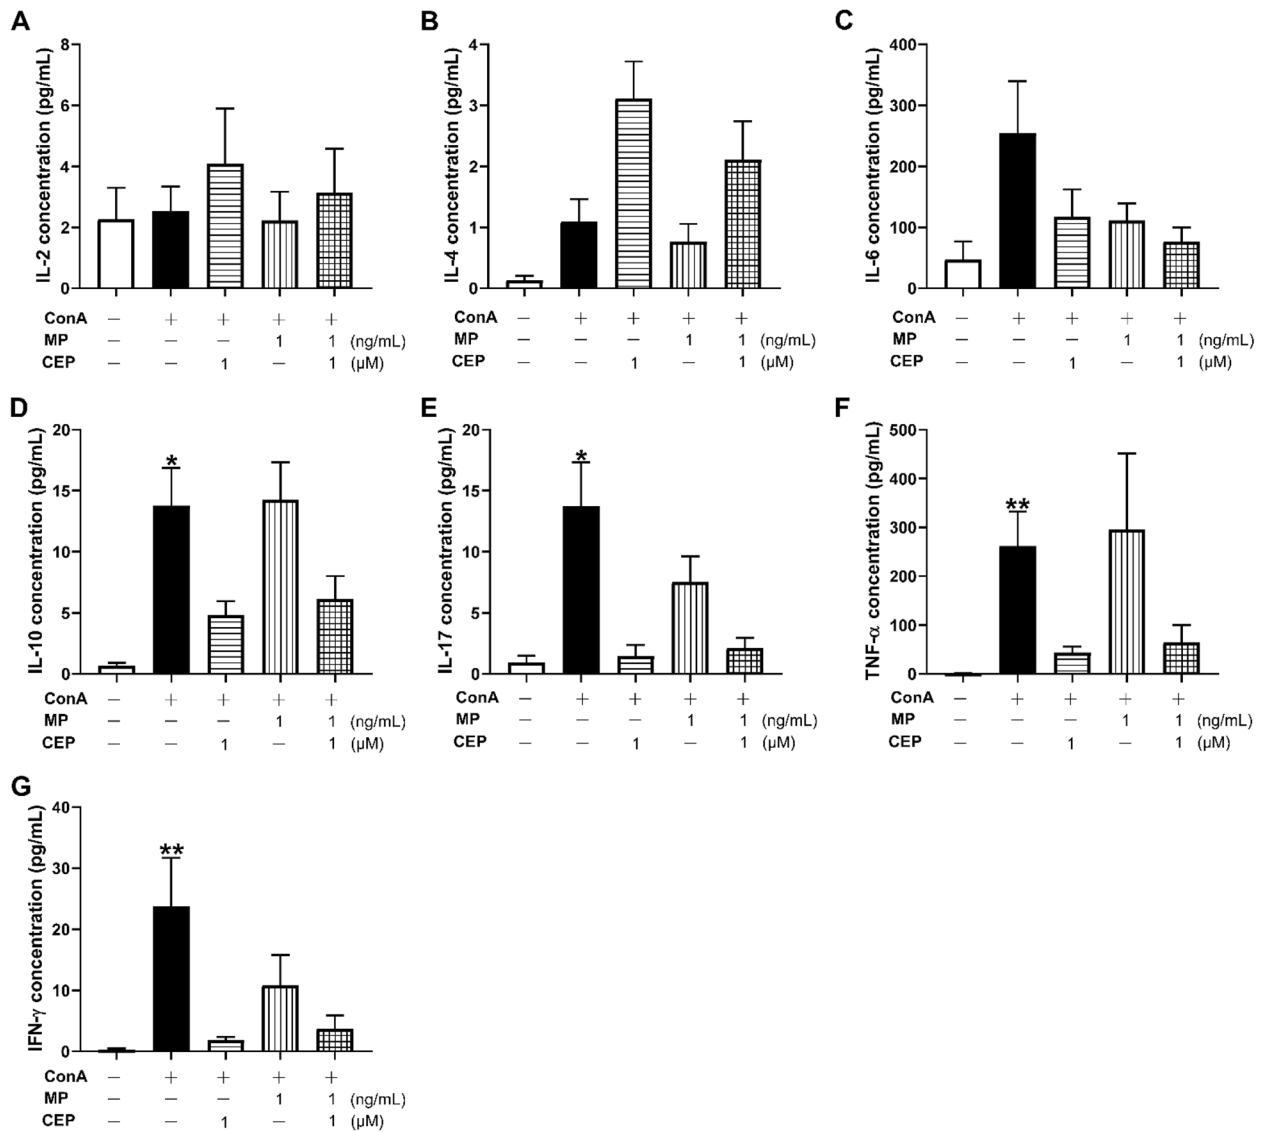 A
IL-2 concentration (pg/mL)
8
6
4
2
0
ConA − + + + +
MP − − − 1 1 (ng/mL)
CEP − − 1 − 1 (µM)
B
IL-4 concentration (pg/mL)
4
3
2
1
0
ConA − + + + +
MP − − − 1 1 (ng/mL)
CEP − − 1 − 1 (µM)
C
IL-6 concentration (pg/mL)
400
300
200
100
0
ConA − + + + +
MP − − − 1 1 (ng/mL)
CEP − − 1 − 1 (µM)
D
IL-10 concentration (pg/mL)
20
15
10
5
0
*
ConA − + + + +
MP − − − 1 1 (ng/mL)
CEP − − 1 − 1 (µM)
E
IL-17 concentration (pg/mL)
20
15
10
5
0
*
ConA − + + + +
MP − − − 1 1 (ng/mL)
CEP − − 1 − 1 (µM)
F
TNF-α concentration (pg/mL)
500
400
300
200
100
0
**
ConA − + + + +
MP − − − 1 1 (ng/mL)
CEP − − 1 − 1 (µM)
G
IFN-γ concentration (pg/mL)
40
30
20
10
0
**
ConA − + + + +
MP − − − 1 1 (ng/mL)
CEP − − 1 − 1 (µM)